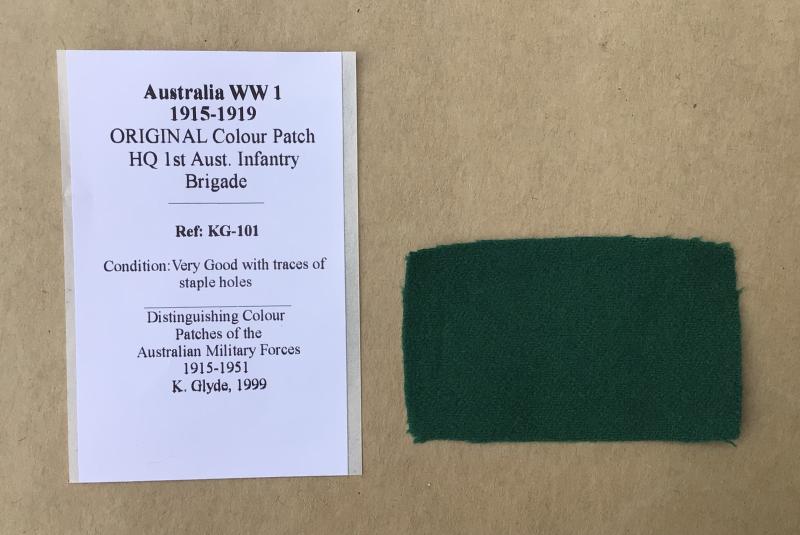 Australia WW 1
1915-1919
ORIGINAL Colour Patch
HQ 1st Aust. Infantry
Brigade
Ref: KG-101
Condition: Very Good with traces of
staple holes
Distinguishing Colour
Patches of the
Australian Military Forces
1915-1951
K. Glyde, 1999